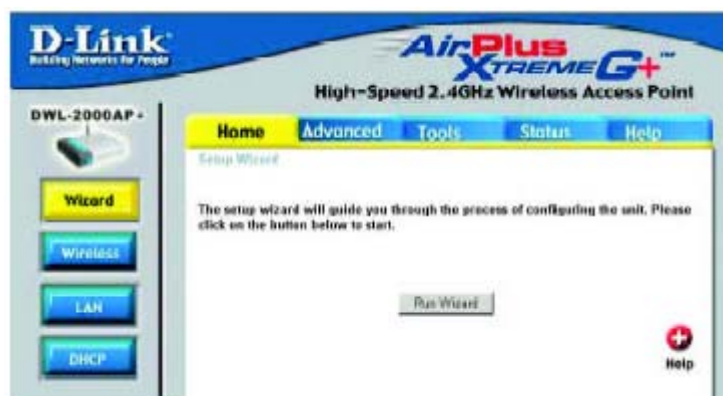 D-Link
Building Networks for People
AirPlus
XTREME G+™
High-Speed 2.4GHz Wireless Access Point
DWL-2000AP+
Home Advanced Tools Status Help
Setup Wizard
Wizard
The setup wizard will guide you through the process of configuring the unit. Please
click on the button below to start.
Wireless
Run Wizard
LAN
Help
DHCP